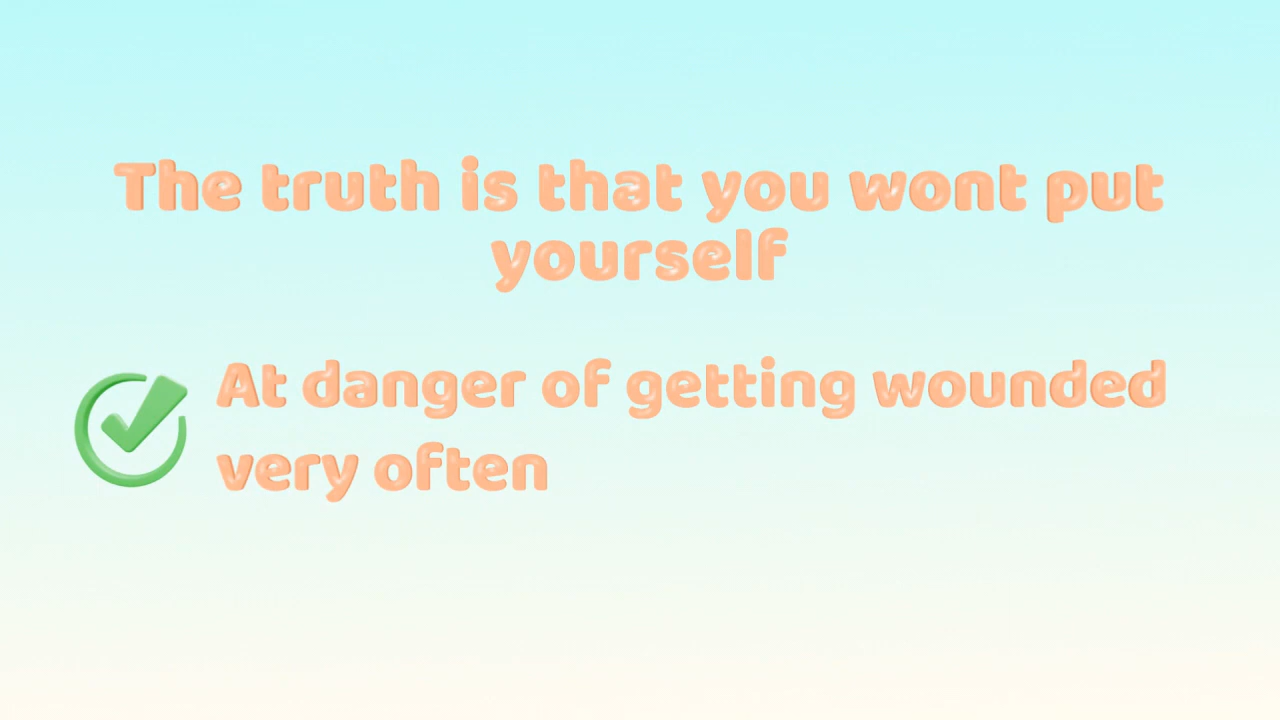 The truth is that you wont put
yourself
At danger of getting wounded
very often